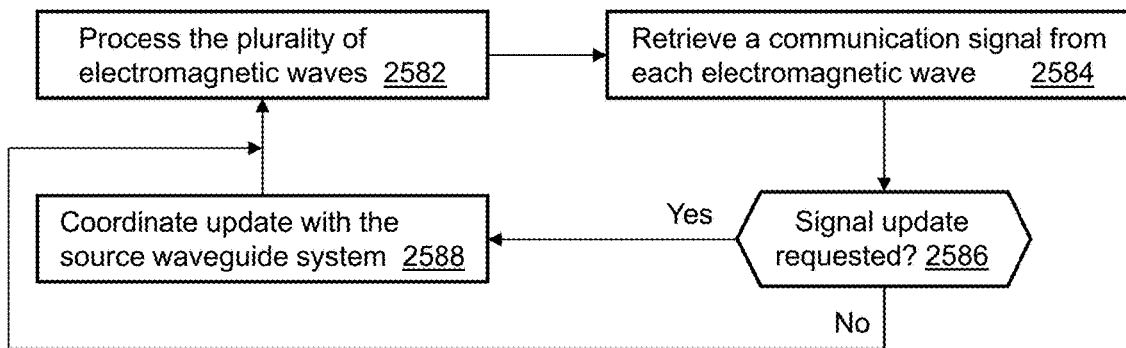 Process the plurality of
electromagnetic waves 2582
Retrieve a communication signal from
each electromagnetic wave 2584
Coordinate update with the
source waveguide system 2588
Yes
Signal update
requested? 2586
No